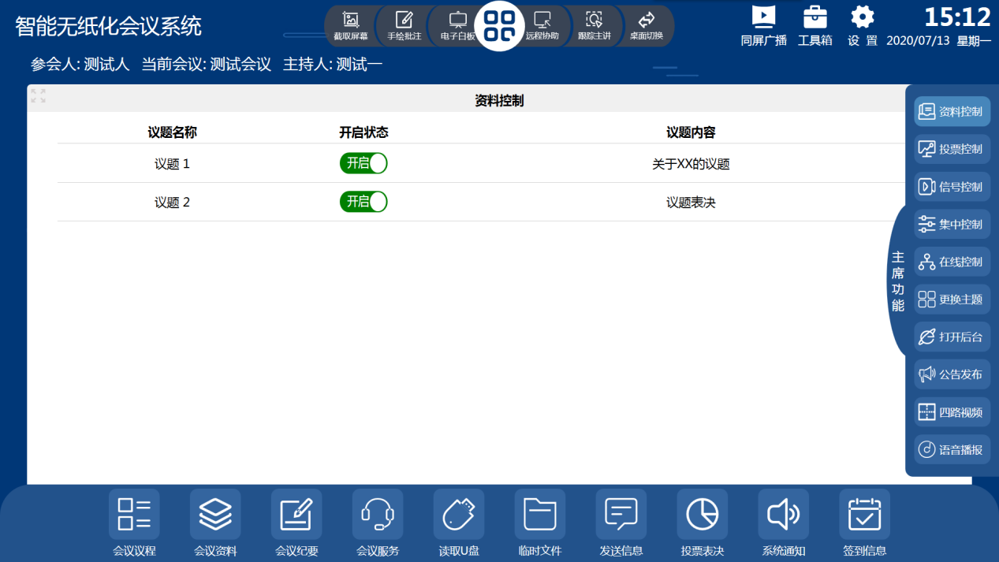 智能无纸化会议系统
截取屏幕
手绘批注
电子白板
远程协助
跟踪主讲
桌面切换
同屏广播
工具箱
设 置
15:12
2020/07/13 星期一
参会人: 测试人 当前会议: 测试会议 主持人: 测试一
资料控制
议题名称 开启状态 议题内容
议题 1 开启 关于XX的议题
议题 2 开启 议题表决
主席功能
资料控制
投票控制
信号控制
集中控制
在线控制
更换主题
打开后台
公告发布
四路视频
语音播报
会议议程
会议资料
会议纪要
会议服务
读取U盘
临时文件
发送信息
投票表决
系统通知
签到信息